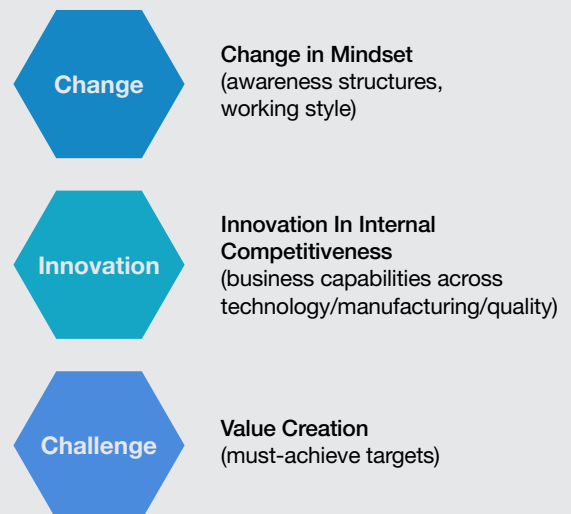 Change
Change in Mindset
(awareness structures,
working style)
Innovation
Innovation In Internal
Competitiveness
(business capabilities across
technology/manufacturing/quality)
Challenge
Value Creation
(must-achieve targets)